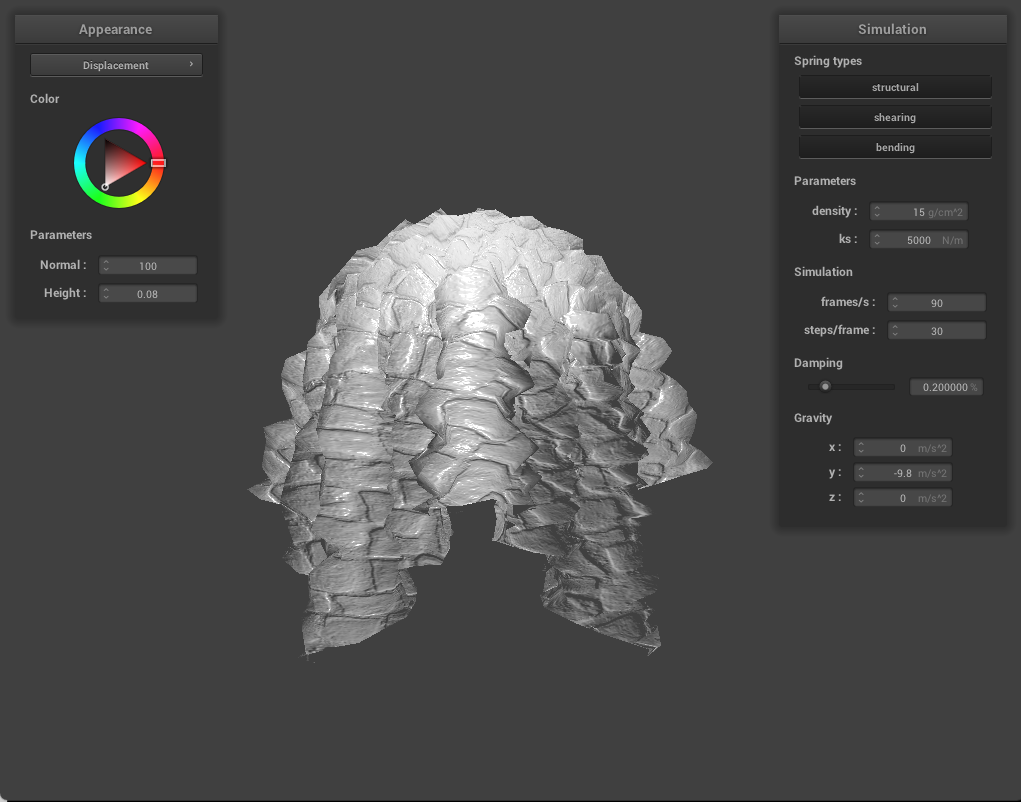 Appearance
Displacement
Color
Parameters
Normal : 100
Height : 0.08
Simulation
Spring types
structural
shearing
bending
Parameters
density : 15 g/cm^2
ks : 5000 N/m
Simulation
frames/s : 90
steps/frame : 30
Damping
0.200000 %
Gravity
x : 0 m/s^2
y : -9.8 m/s^2
z : 0 m/s^2